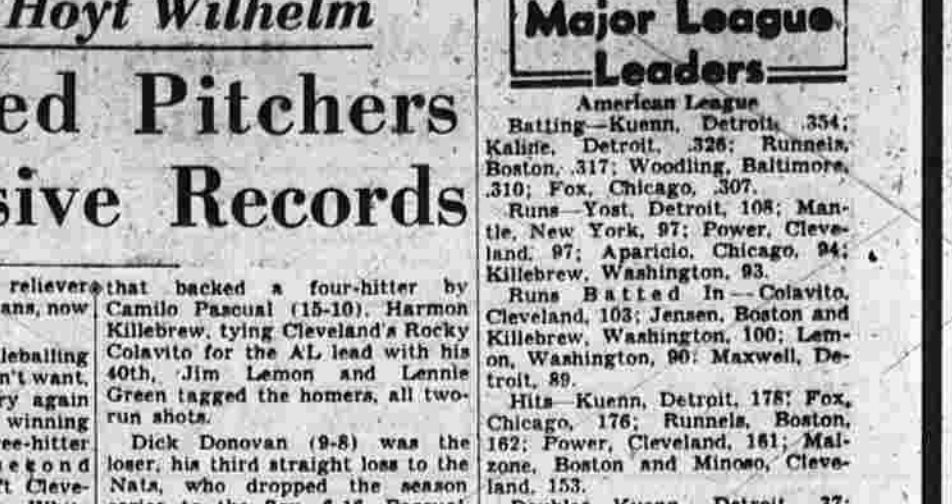 Hoyt Wilhelm
ed Pitchers
sive Records
reliever
ans, now
leballing
n't want,
ry again
winning
ee-hitter
second
't Cleve-
that backed a four-hitter by
Camilo Pascual (15-10). Harmon
Killebrew, tying Cleveland's Rocky
Colavito for the AL lead with his
40th, Jim Lemon and Lennie
Green tagged the homers, all two-
run shots.
Dick Donovan (9-8) was the
loser, his third straight loss to the
Nats, who dropped the season
Major League
Leaders
American League
Batting—Kuenn, Detroit, .354;
Kaline, Detroit, .326; Runnels,
Boston, .317; Woodling, Baltimore,
.310; Fox, Chicago, .307.
Runs—Yost, Detroit, 108; Man-
tle, New York, 97; Power, Cleve-
land, 97; Aparicio, Chicago, 94;
Killebrew, Washington, 93.
Runs Batted In—Colavito,
Cleveland, 103; Jensen, Boston and
Killebrew, Washington, 100; Lem-
on, Washington, 90; Maxwell, De-
troit, 89.
Hits—Kuenn, Detroit, 178; Fox,
Chicago, 176; Runnels, Boston,
162; Power, Cleveland, 161; Mal-
zone, Boston and Minoso, Cleve-
land, 153.